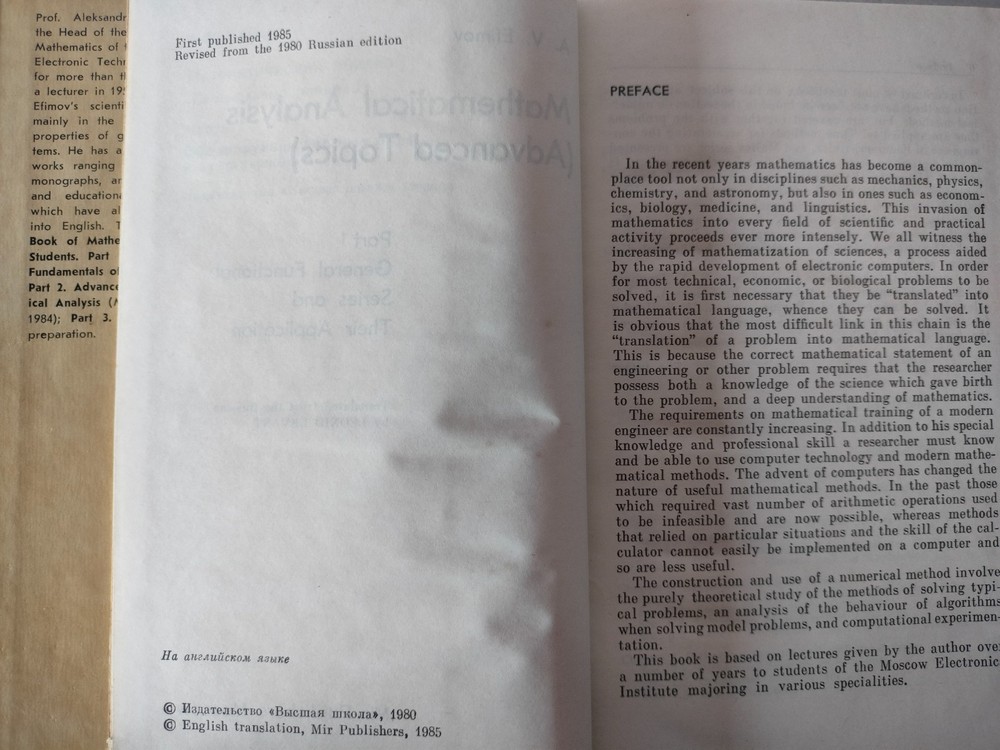 Prof. Aleksandr
the Head of the
Mathematics of
Electronic Techn
for more than
a lecturer in 19
Efimov's scienti
mainly in the
properties of g
tems. He has a
works ranging
monographs, ar
and education
which have al
into English. T
Book of Mathe
Students. Part
Fundamentals of
Part 2. Advance
ical Analysis (
1984); Part 3.
preparation.
First published 1985
Revised from the 1980 Russian edition
A. V. Efimov
Mathematical Analysis
(Advanced Topics)
Part 1
General Functional
Series and
Their Application
На английском языке
© Издательство «Высшая школа», 1980
© English translation, Mir Publishers, 1985
PREFACE
In the recent years mathematics has become a common-
place tool not only in disciplines such as mechanics, physics,
chemistry, and astronomy, but also in ones such as econom-
ics, biology, medicine, and linguistics. This invasion of
mathematics into every field of scientific and practical
activity proceeds ever more intensely. We all witness the
increasing of mathematization of sciences, a process aided
by the rapid development of electronic computers. In order
for most technical, economic, or biological problems to be
solved, it is first necessary that they be "translated" into
mathematical language, whence they can be solved. It
is obvious that the most difficult link in this chain is the
"translation" of a problem into mathematical language.
This is because the correct mathematical statement of an
engineering or other problem requires that the researcher
possess both a knowledge of the science which gave birth
to the problem, and a deep understanding of mathematics.
The requirements on mathematical training of a modern
engineer are constantly increasing. In addition to his special
knowledge and professional skill a researcher must know
and be able to use computer technology and modern mathe-
matical methods. The advent of computers has changed the
nature of useful mathematical methods. In the past those
which required vast number of arithmetic operations used
to be infeasible and are now possible, whereas methods
that relied on particular situations and the skill of the cal-
culator cannot easily be implemented on a computer and
so are less useful.
The construction and use of a numerical method involve
the purely theoretical study of the methods of solving typi-
cal problems, an analysis of the behaviour of algorithms
when solving model problems, and computational experimen-
tation.
This book is based on lectures given by the author over
a number of years to students of the Moscow Electronic
Institute majoring in various specialities.